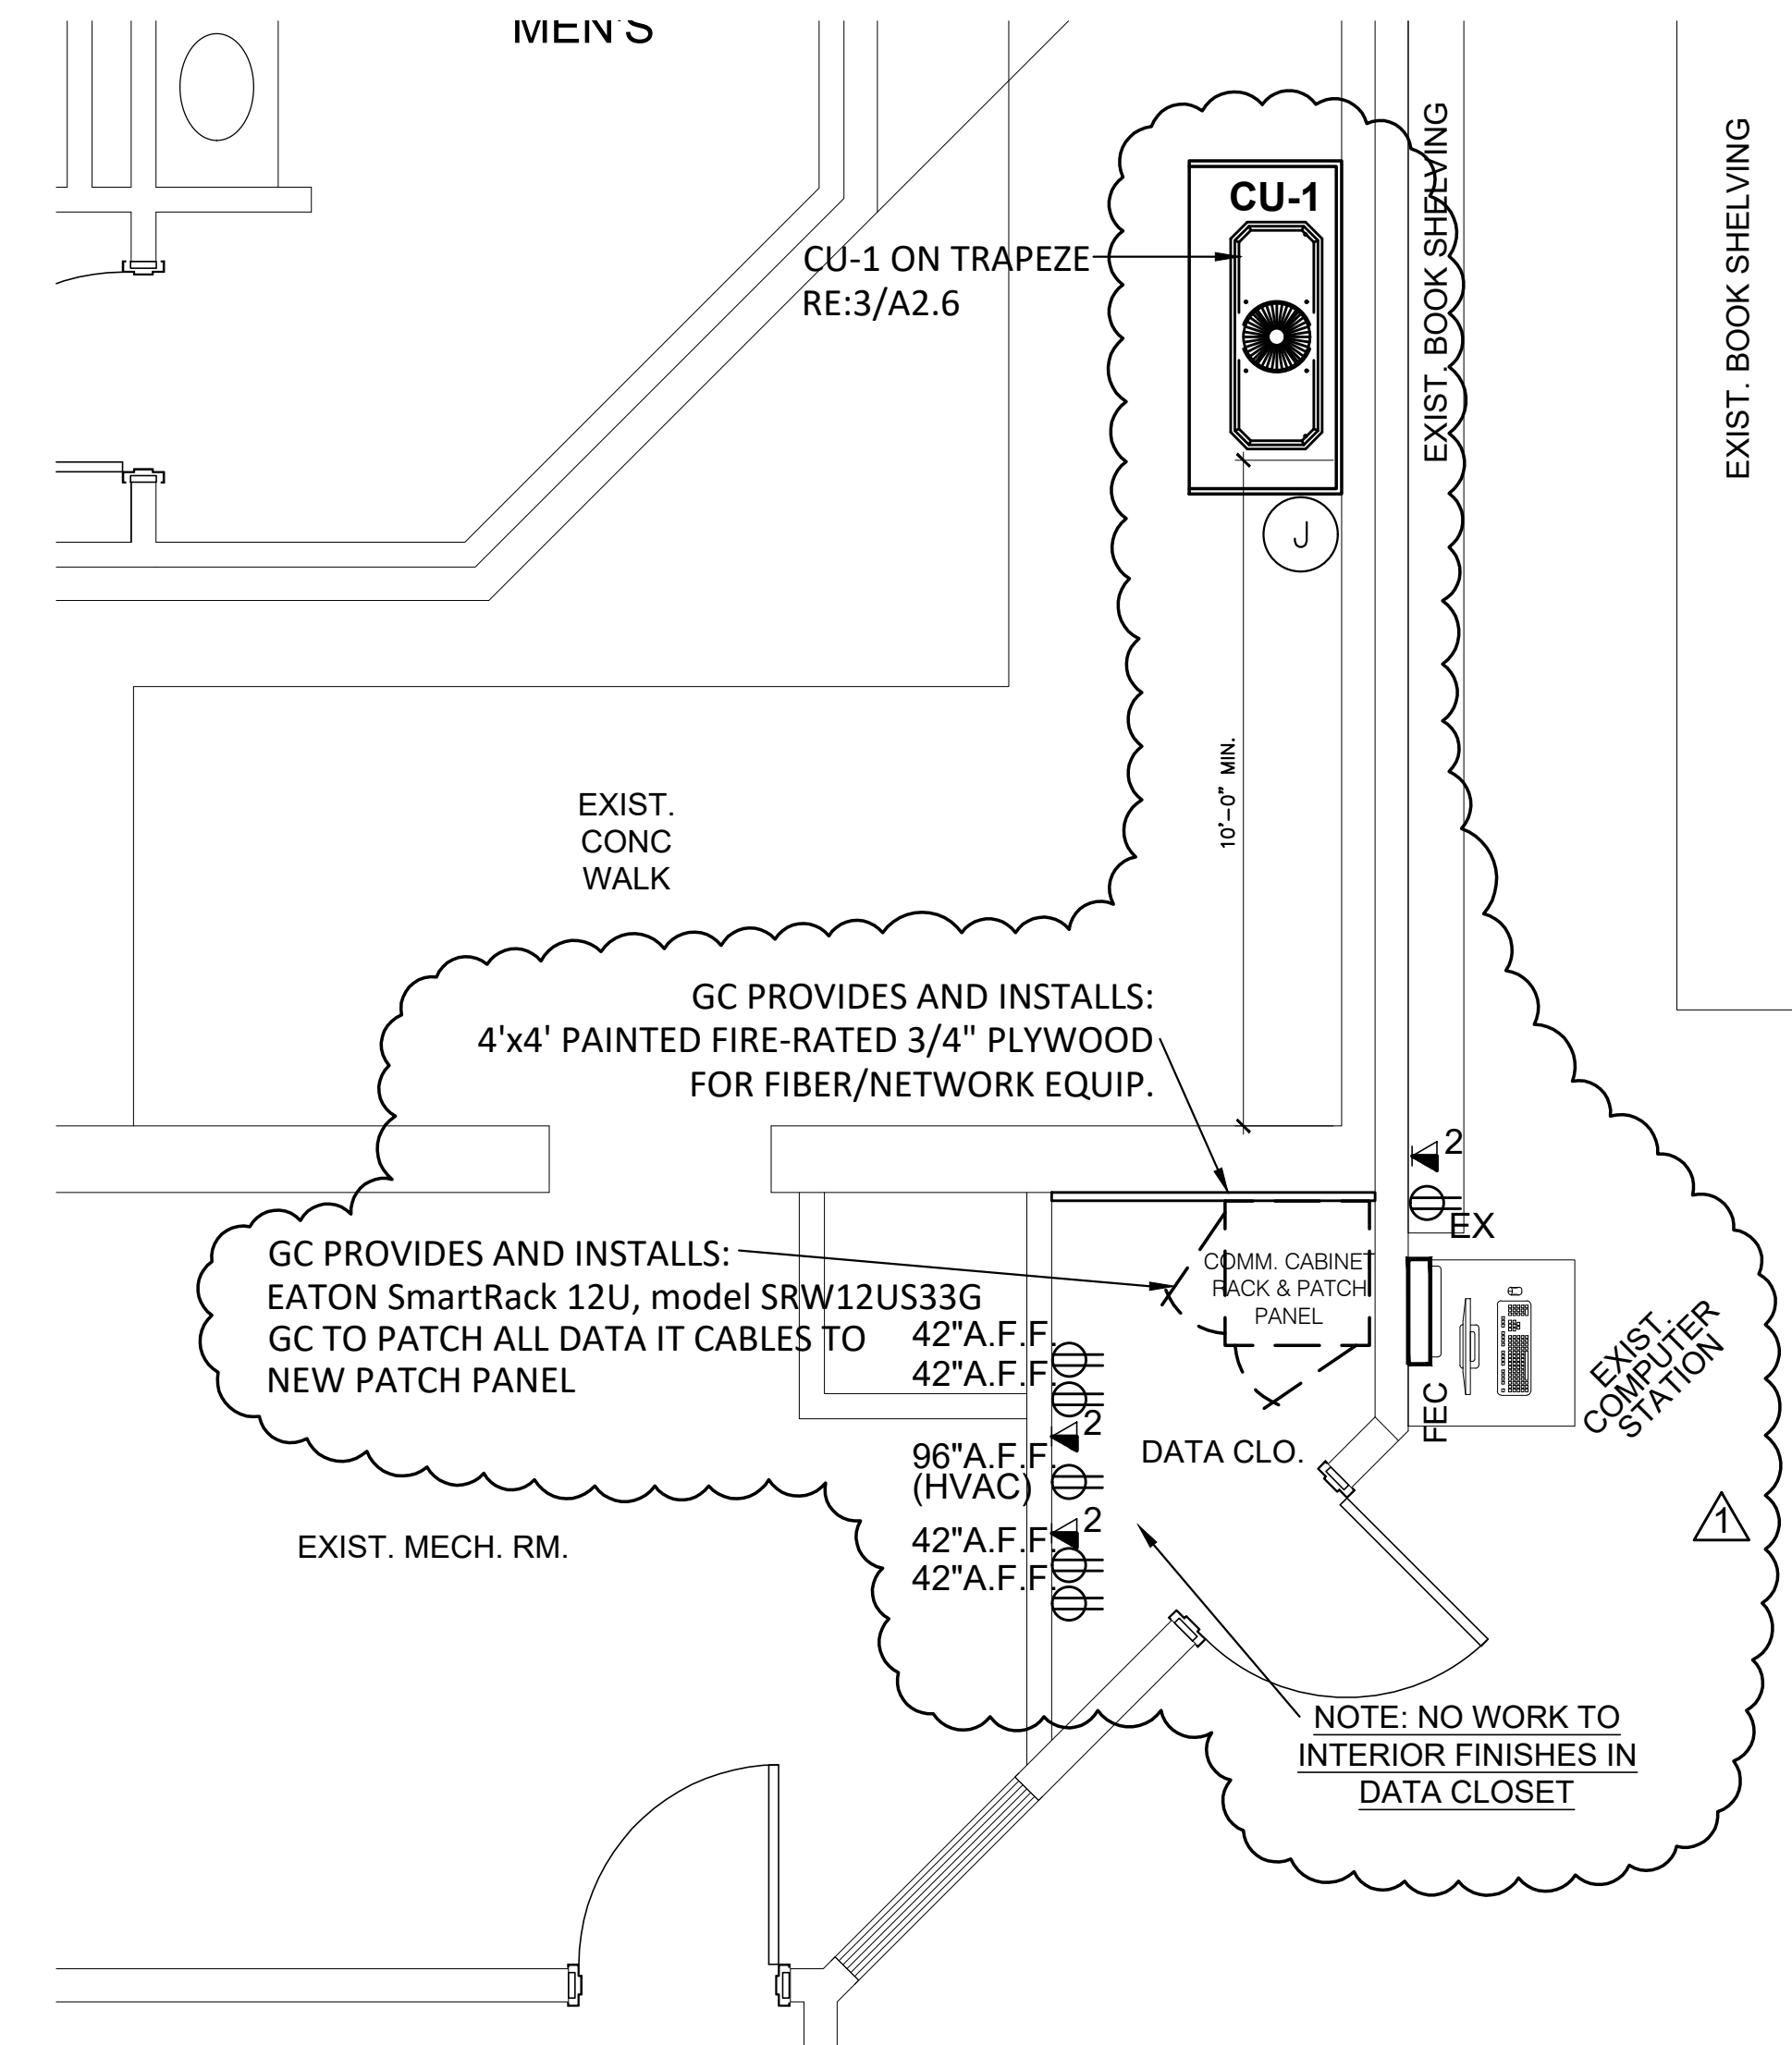 MEN'S
CU-1
CU-1 ON TRAPEZE
RE:3/A2.6
EXIST. BOOK SHELVING
EXIST. BOOK SHELVING
J
10'-0" MIN.
EXIST.
CONC
WALK
GC PROVIDES AND INSTALLS:
4'x4' PAINTED FIRE-RATED 3/4" PLYWOOD
FOR FIBER/NETWORK EQUIP.
2
EX
GC PROVIDES AND INSTALLS:
EATON SmartRack 12U, model SRW12US33G
GC TO PATCH ALL DATA IT CABLES TO
NEW PATCH PANEL
COMM. CABINET
RACK & PATCH
PANEL
42"A.F.F.
42"A.F.F.
2
96"A.F.F.
(HVAC)
2
42"A.F.F.
42"A.F.F.
DATA CLO.
FEC
EXIST.
COMPUTER
STATION
1
EXIST. MECH. RM.
NOTE: NO WORK TO
INTERIOR FINISHES IN
DATA CLOSET